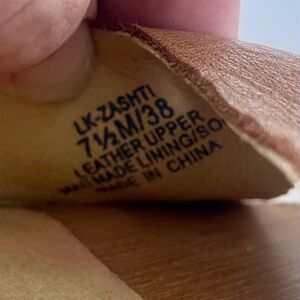 LK-ZASHTI
7½M/38
LEATHER UPPER
MADE LINING/SO
MADE IN CHINA